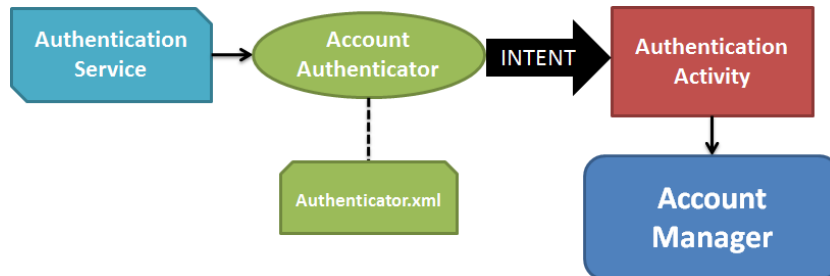 Authentication
Service
Account
Authenticator
INTENT
Authentication
Activity
Authenticator.xml
Account
Manager